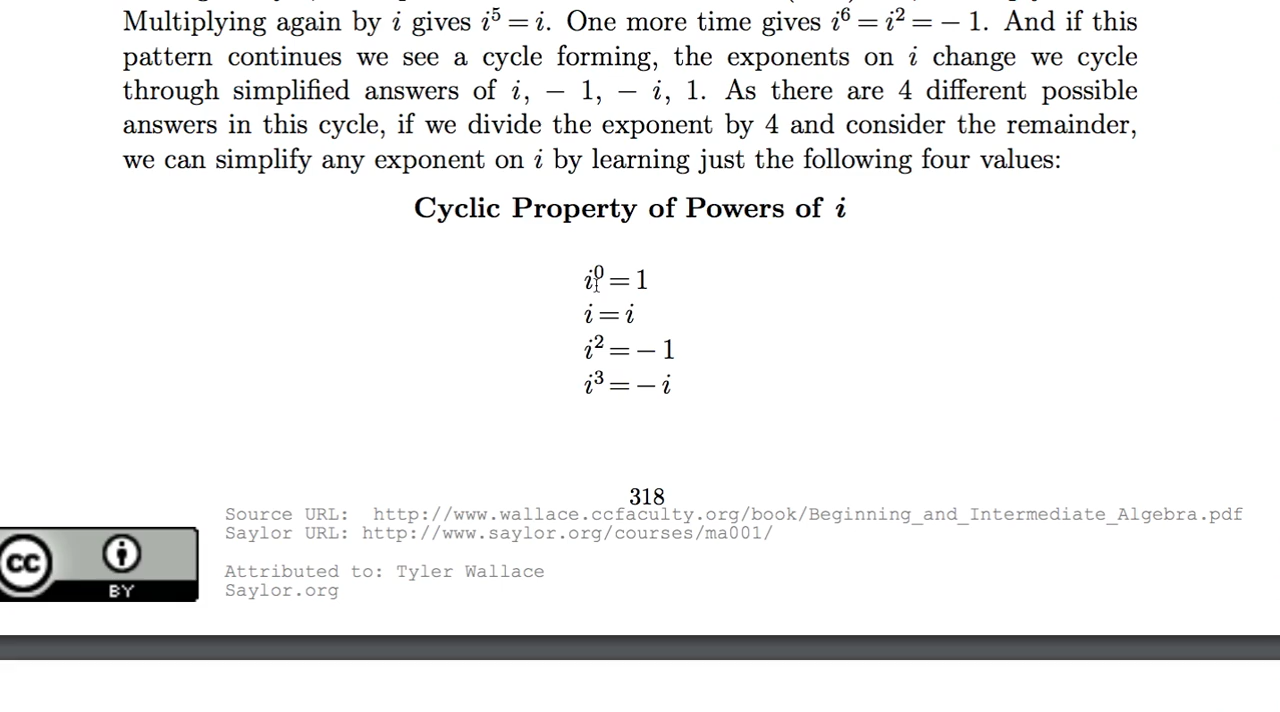 Multiplying again by i gives i⁵ = i. One more time gives i⁶ = i² = − 1. And if this
pattern continues we see a cycle forming, the exponents on i change we cycle
through simplified answers of i, − 1, − i, 1. As there are 4 different possible
answers in this cycle, if we divide the exponent by 4 and consider the remainder,
we can simplify any exponent on i by learning just the following four values:
Cyclic Property of Powers of i
i⁰ = 1
i = i
i² = − 1
i³ = − i
318
Source URL: http://www.wallace.ccfaculty.org/book/Beginning_and_Intermediate_Algebra.pdf
Saylor URL: http://www.saylor.org/courses/ma001/
Attributed to: Tyler Wallace
Saylor.org
cc
BY